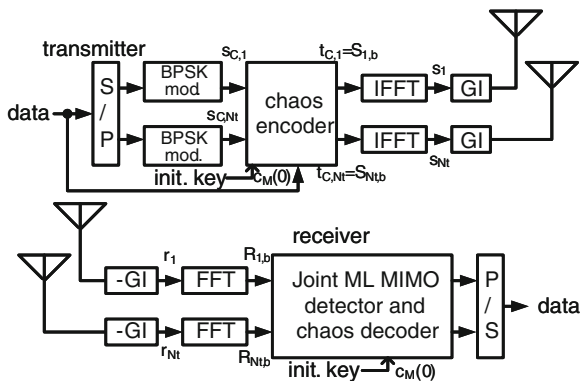 transmitter
data
S
/
P
BPSK
mod.
BPSK
mod.
s_C,1
s_C,Nt
chaos
encoder
init. key
c_M(0)
t_C,1=S_1,b
t_C,Nt=S_Nt,b
IFFT
IFFT
s_1
s_Nt
GI
GI
receiver
-GI
-GI
r_1
r_Nt
FFT
FFT
R_1,b
R_Nt,b
Joint ML MIMO
detector and
chaos decoder
init. key
c_M(0)
P
/
S
data